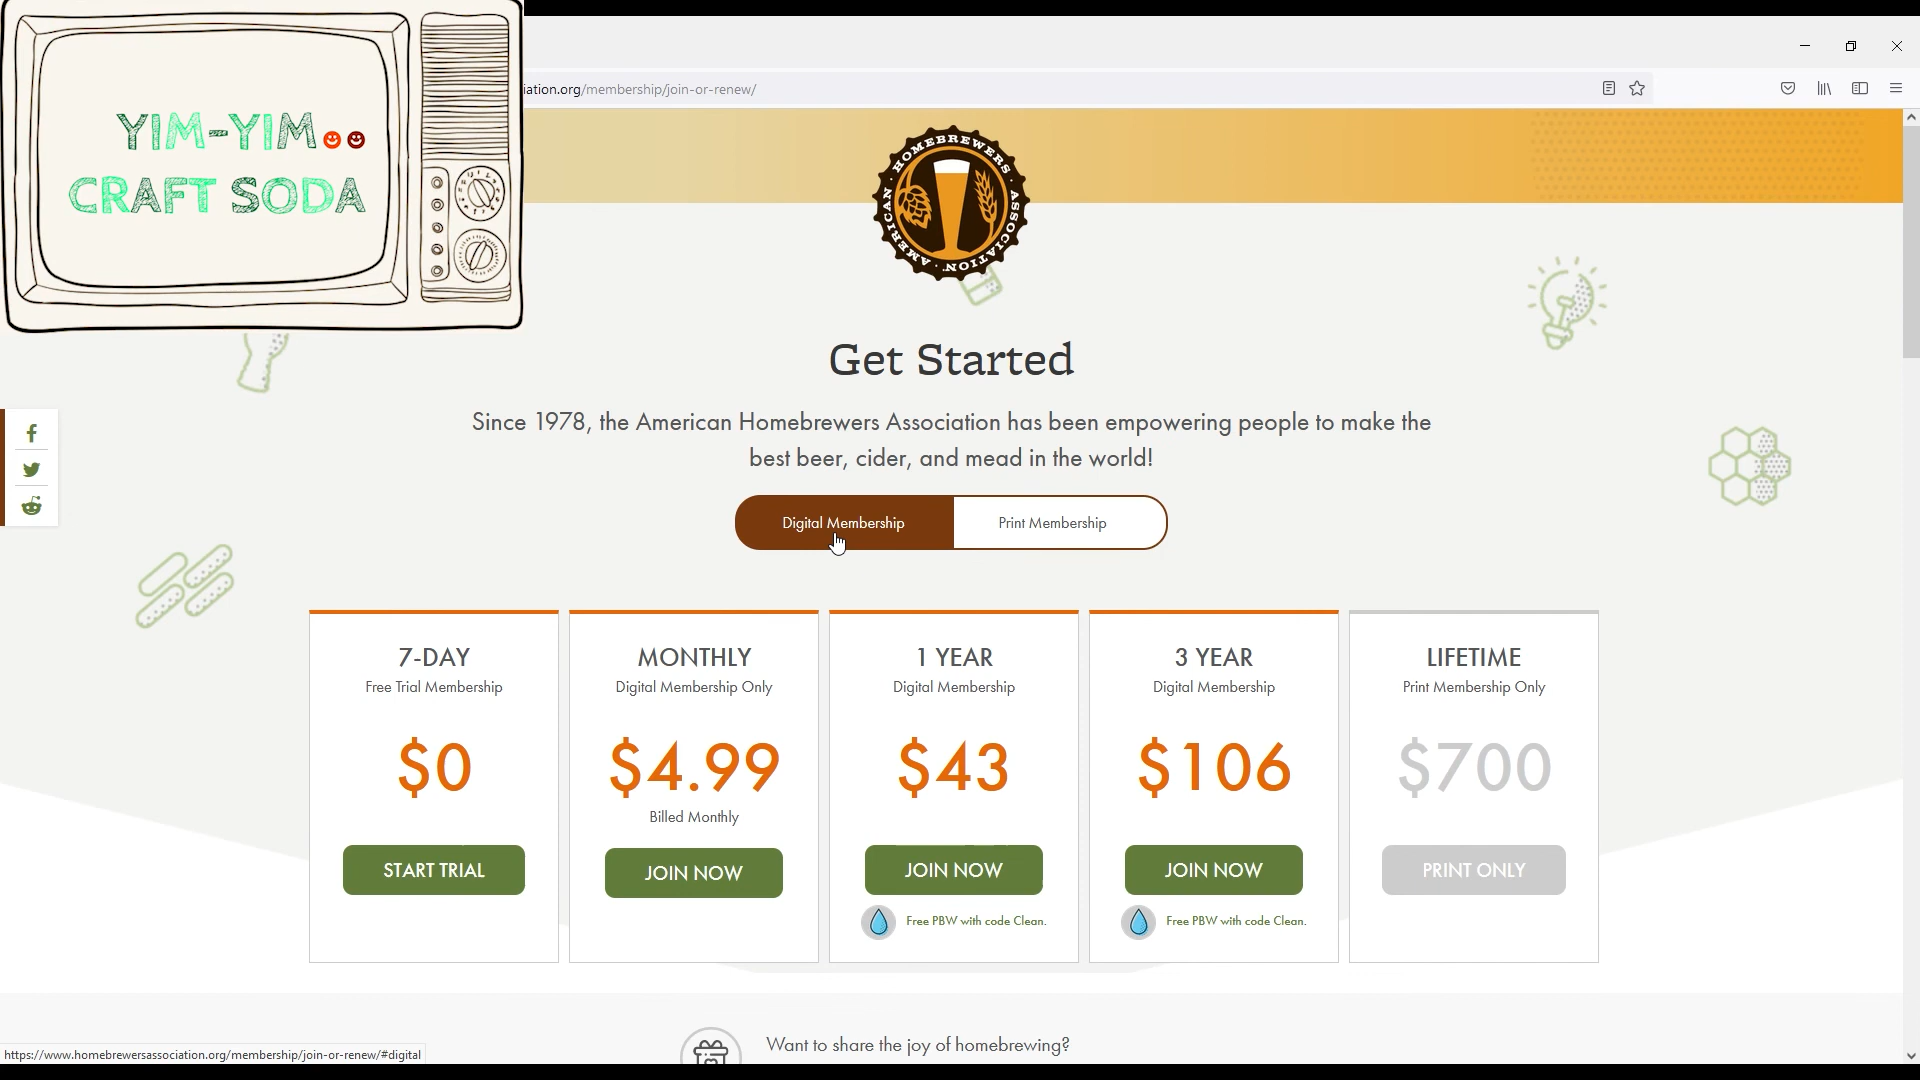 YIM-YIM
CRAFT SODA
iation.org/membership/join-or-renew/
AMERICAN · HOMEBREWERS · ASSOCIATION ·
Get Started
Since 1978, the American Homebrewers Association has been empowering people to make the
best beer, cider, and mead in the world!
Digital Membership
Print Membership
7-DAY
Free Trial Membership
$0
START TRIAL
MONTHLY
Digital Membership Only
$4.99
Billed Monthly
JOIN NOW
1 YEAR
Digital Membership
$43
JOIN NOW
Free PBW with code Clean.
3 YEAR
Digital Membership
$106
JOIN NOW
Free PBW with code Clean.
LIFETIME
Print Membership Only
$700
PRINT ONLY
Want to share the joy of homebrewing?
https://www.homebrewersassociation.org/membership/join-or-renew/#digital